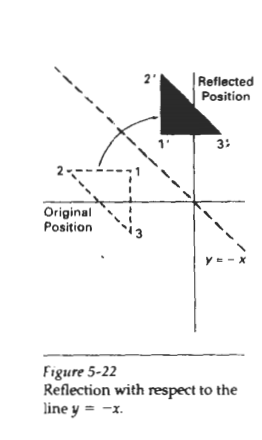 2'
Reflected
Position
1'
3'
2
1
Original
Position
3
y = - x
Figure 5-22
Reflection with respect to the
line y = -x.